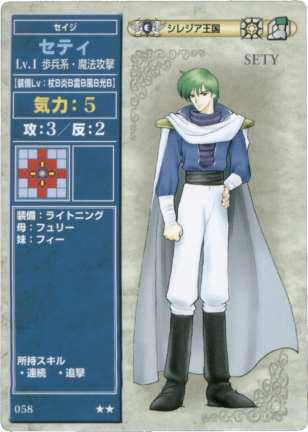 セイジ
シレジア王国
セティ
SETY
Lv.1 歩兵系・魔法攻撃
[装備Lv：杖B炎B雷B風B光B]
気力：5
攻：3／反：2
装備：ライトニング
母：フュリー
妹：フィー
所持スキル
・連続 ・追撃
058 ★★